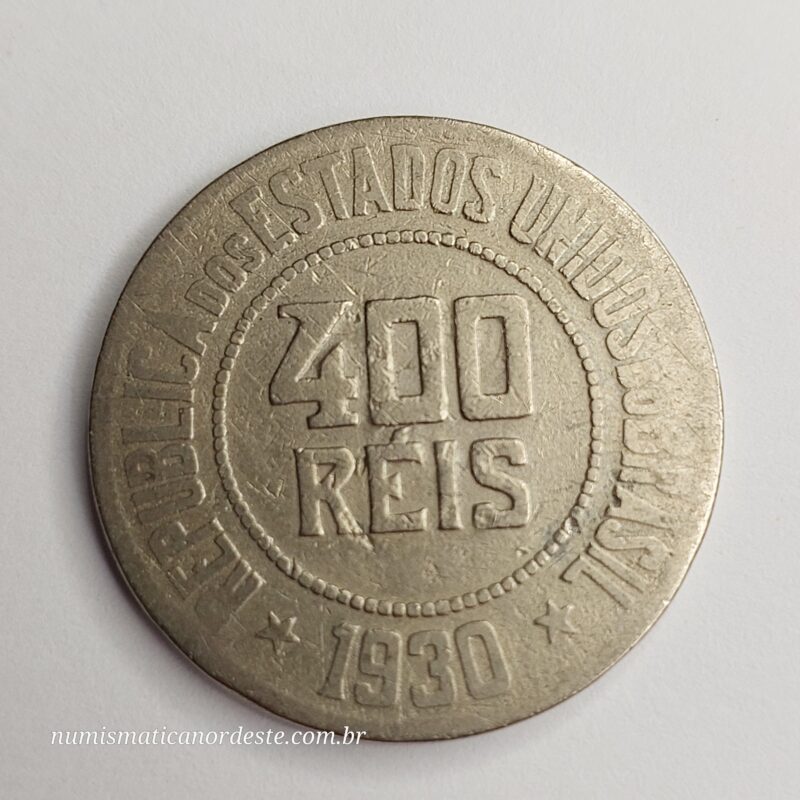 REPUBLICA DOS ESTADOS UNIDOS DO BRASIL
400
RÉIS
1930
numismaticanordeste.com.br